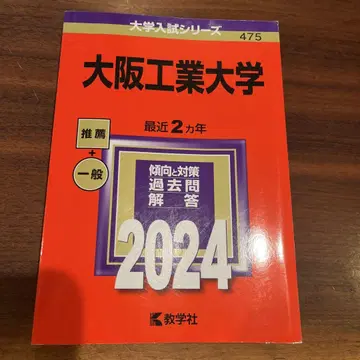 大学入試シリーズ
475
大阪工業大学
最近2ヵ年
推薦
+
一般
傾向と対策
過去問
解答
2024
教学社